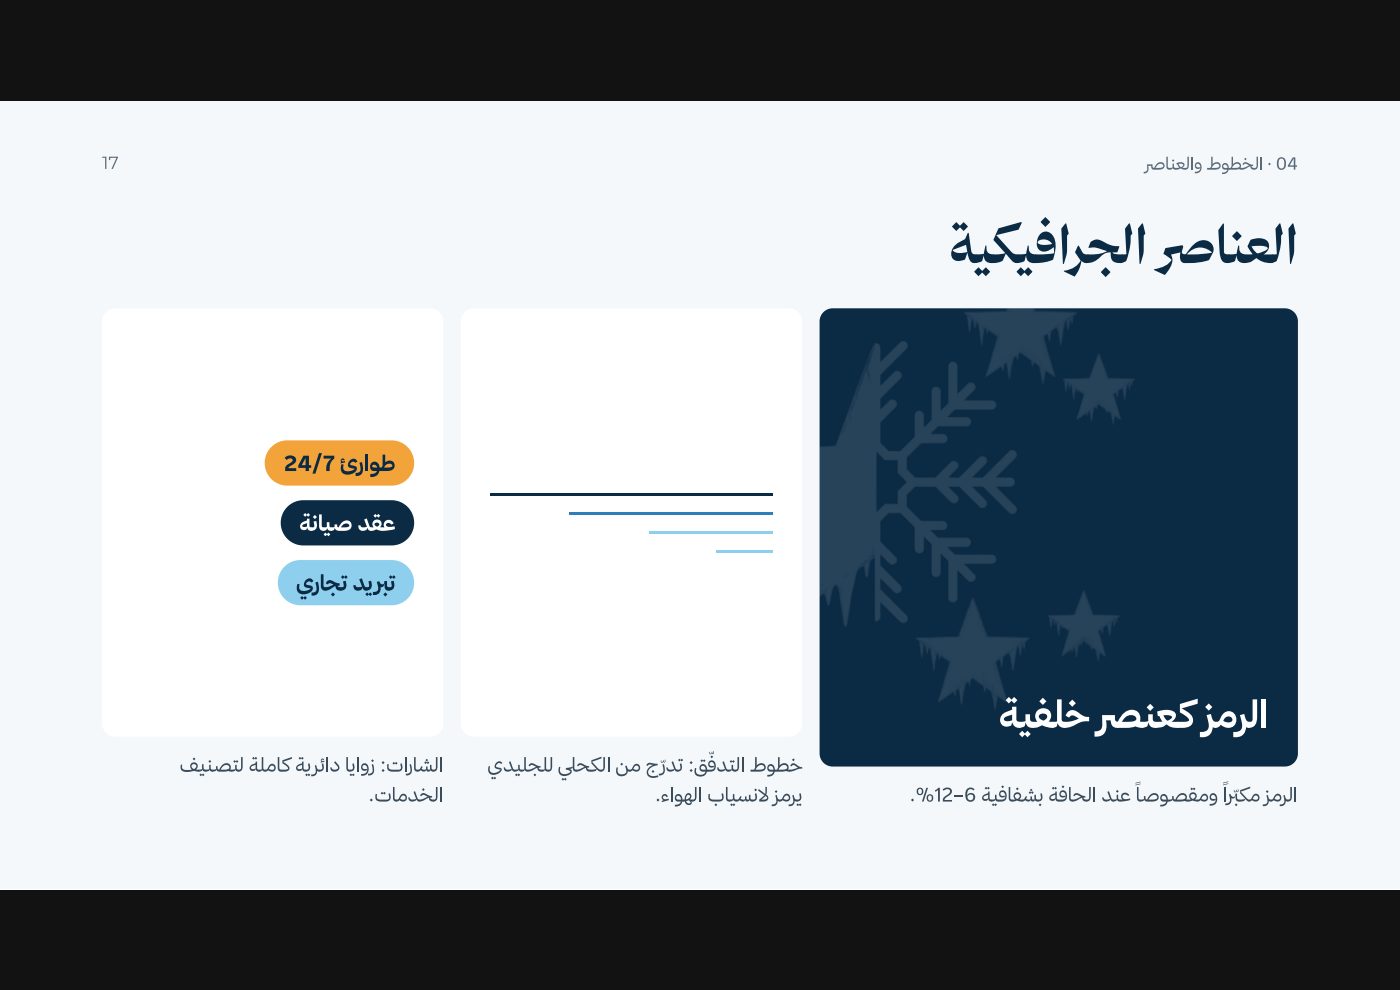 04 · الخطوط والعناصر
17
العناصر الجرافيكية
الرمز كعنصر خلفية
الرمز مكبّراً ومقصوصاً عند الحافة بشفافية 6–12%.
خطوط التدفّق: تدرّج من الكحلي للجليدي
يرمز لانسياب الهواء.
طوارئ 24/7
عقد صيانة
تبريد تجاري
الشارات: زوايا دائرية كاملة لتصنيف
الخدمات.